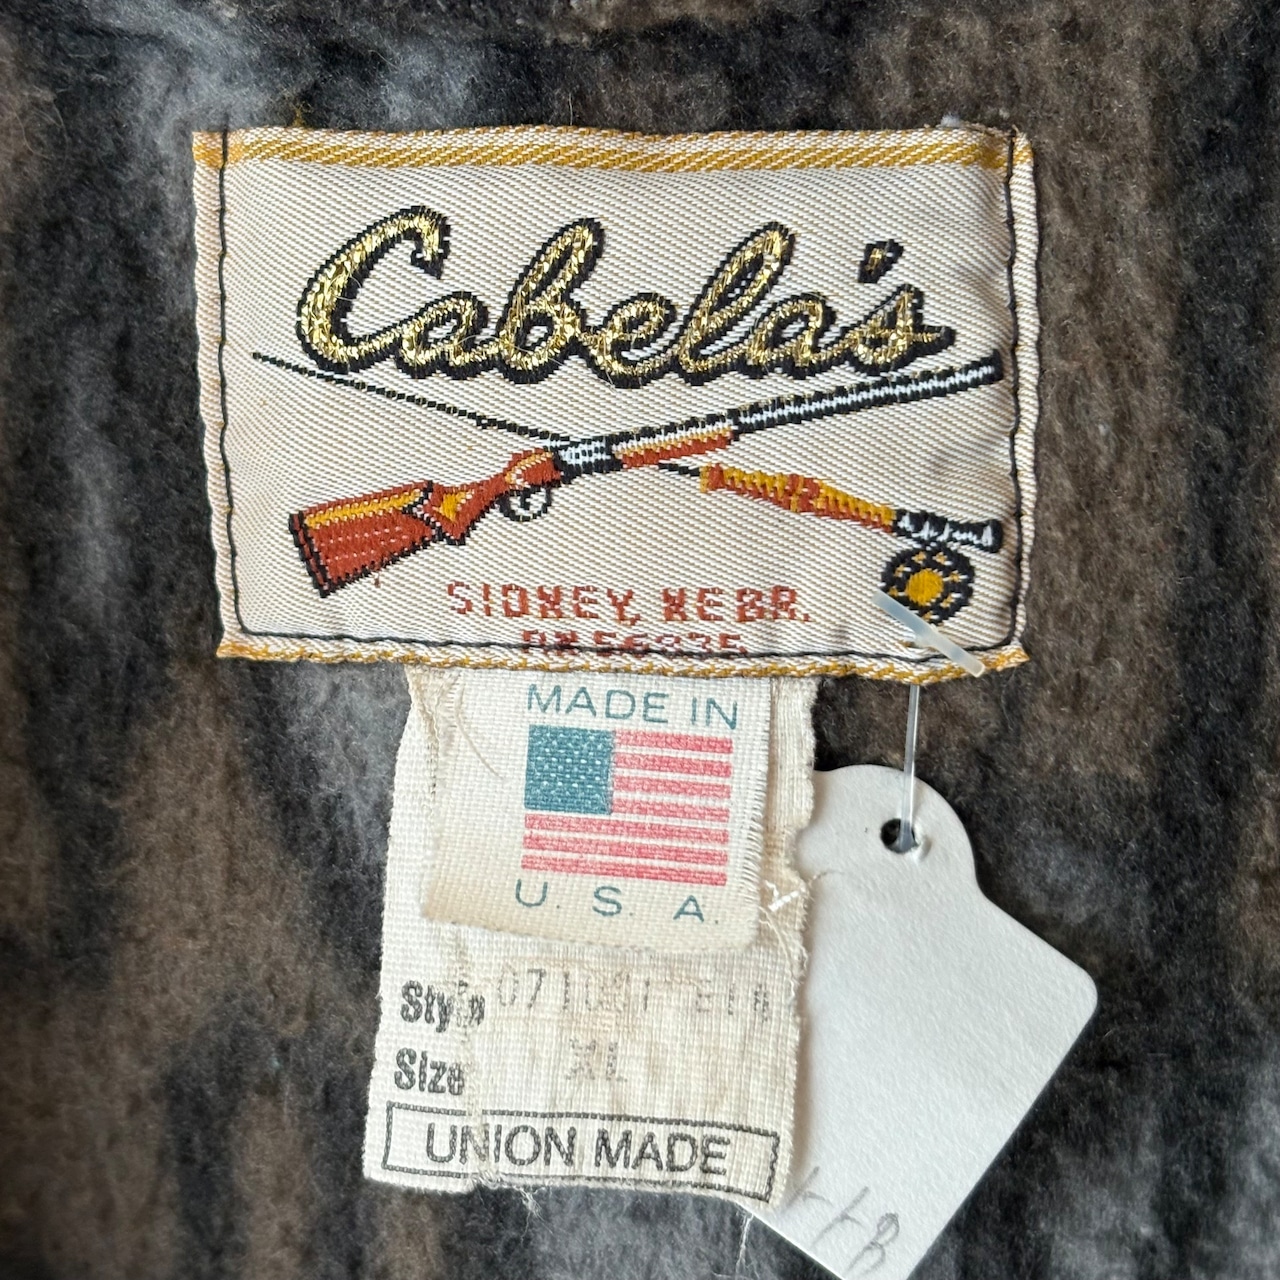 Cabela's
SIDNEY, NEBR.
MADE IN
U. S. A.
Style
Size XL
UNION MADE